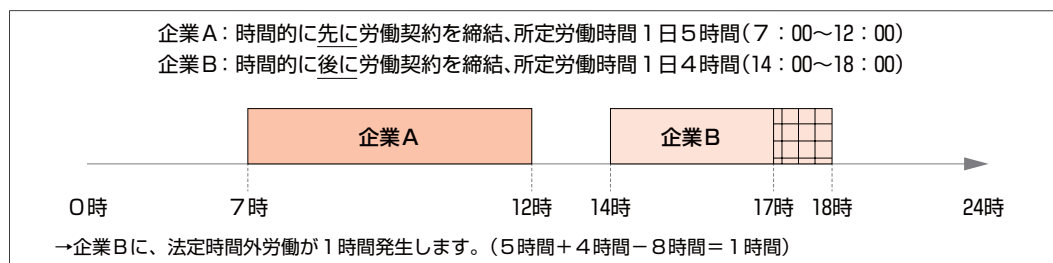 企業A:時間的に先に労働契約を締結、所定労働時間1日5時間(7:00〜12:00)
企業B:時間的に後に労働契約を締結、所定労働時間1日4時間(14:00〜18:00)
企業A 企業B
0時 7時 12時 14時 17時 18時 24時
→企業Bに、法定時間外労働が1時間発生します。(5時間+4時間−8時間=1時間)